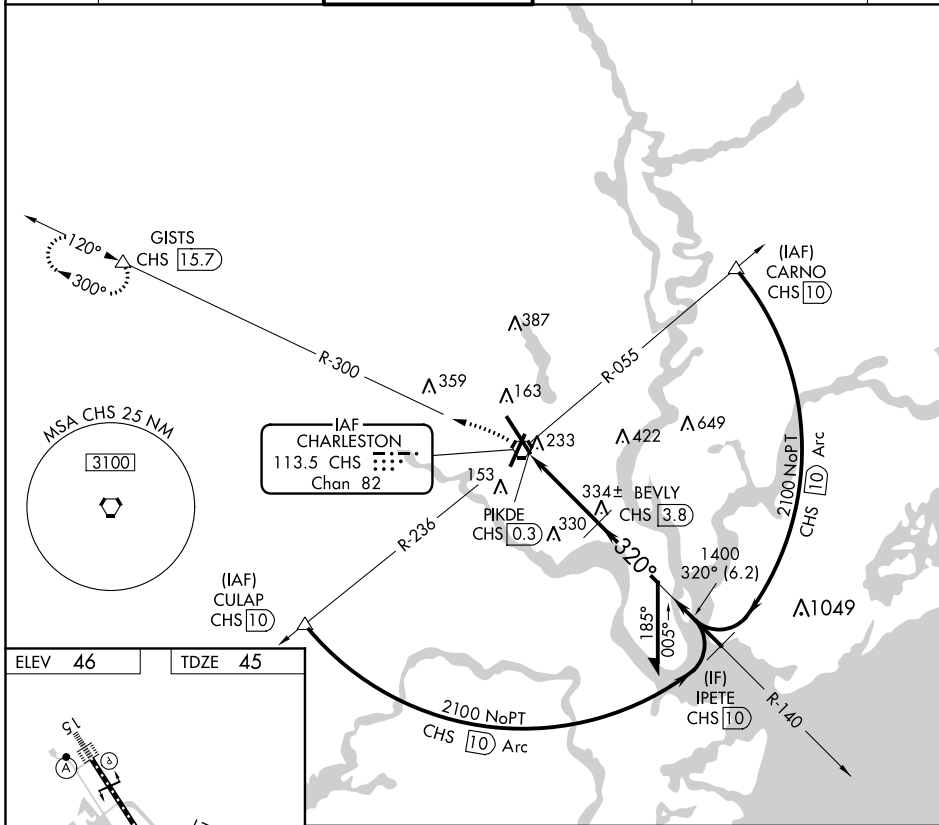 120°
300°
GISTS
CHS 15.7
(IAF)
CARNO
CHS 10
R-300
387
R-055
359
163
MSA CHS 25 NM
3100
IAF
CHARLESTON
113.5 CHS
Chan 82
233
422
649
2100 NoPT
CHS 10 Arc
153
334± BEVLY
CHS 3.8
PIKDE
CHS 0.3
330
R-236
320°
1400
320° (6.2)
(IAF)
CULAP
CHS 10
1049
185°
005°
(IF)
IPETE
CHS 10
R-140
2100 NoPT
CHS 10 Arc
ELEV 46
TDZE 45
15
A
P